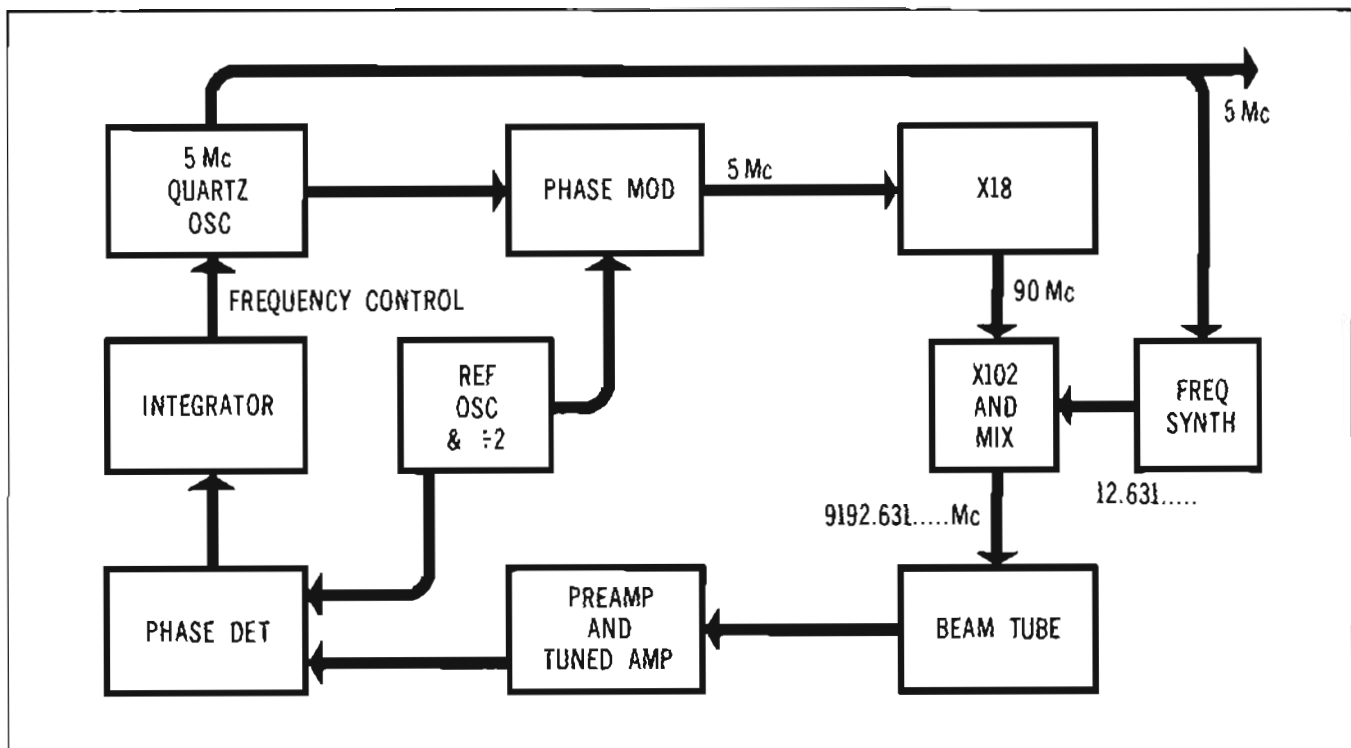 5 Mc
5 Mc
QUARTZ
OSC
PHASE MOD
5 Mc
X18
FREQUENCY CONTROL
90 Mc
INTEGRATOR
REF
OSC
& ÷2
X102
AND
MIX
FREQ
SYNTH
12.631.....
9192.631.....Mc
PHASE DET
PREAMP
AND
TUNED AMP
BEAM TUBE